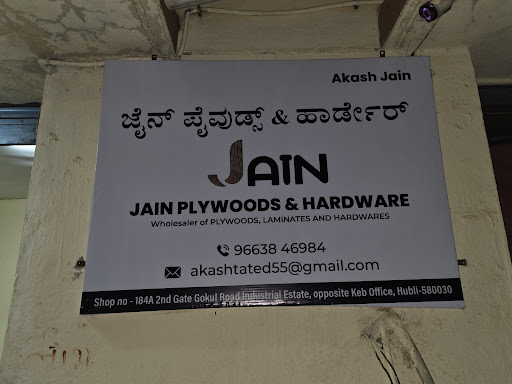 Akash Jain
ಜೈನ್ ಪೈವುಡ್ಸ್ & ಹಾರ್ಡೇರ್
JAIN
JAIN PLYWOODS & HARDWARE
Wholesaler of PLYWOODS, LAMINATES AND HARDWARES
96638 46984
akashtated55@gmail.com
Shop no - 184A 2nd Gate Gokul Road Industrial Estate, opposite Keb Office, Hubli-580030